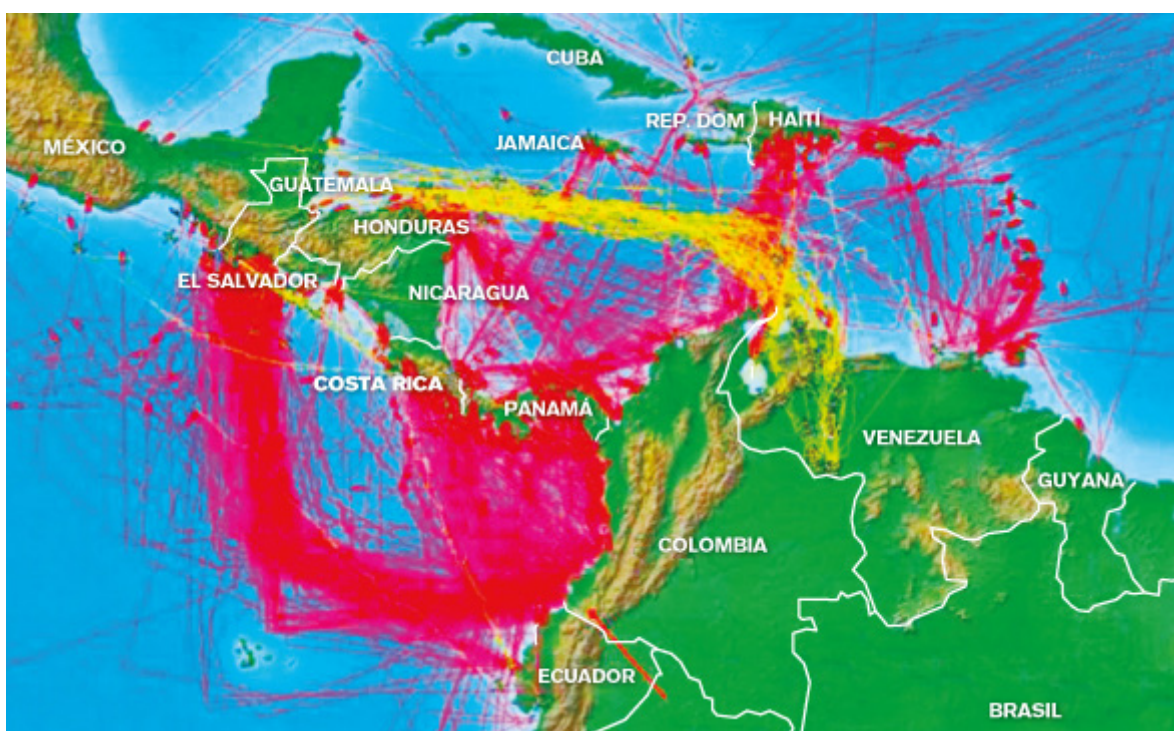 CUBA
REP. DOM
HAITÍ
JAMAICA
MÉXICO
GUATEMALA
HONDURAS
EL SALVADOR
NICARAGUA
COSTA RICA
PANAMÁ
VENEZUELA
GUYANA
COLOMBIA
ECUADOR
BRASIL